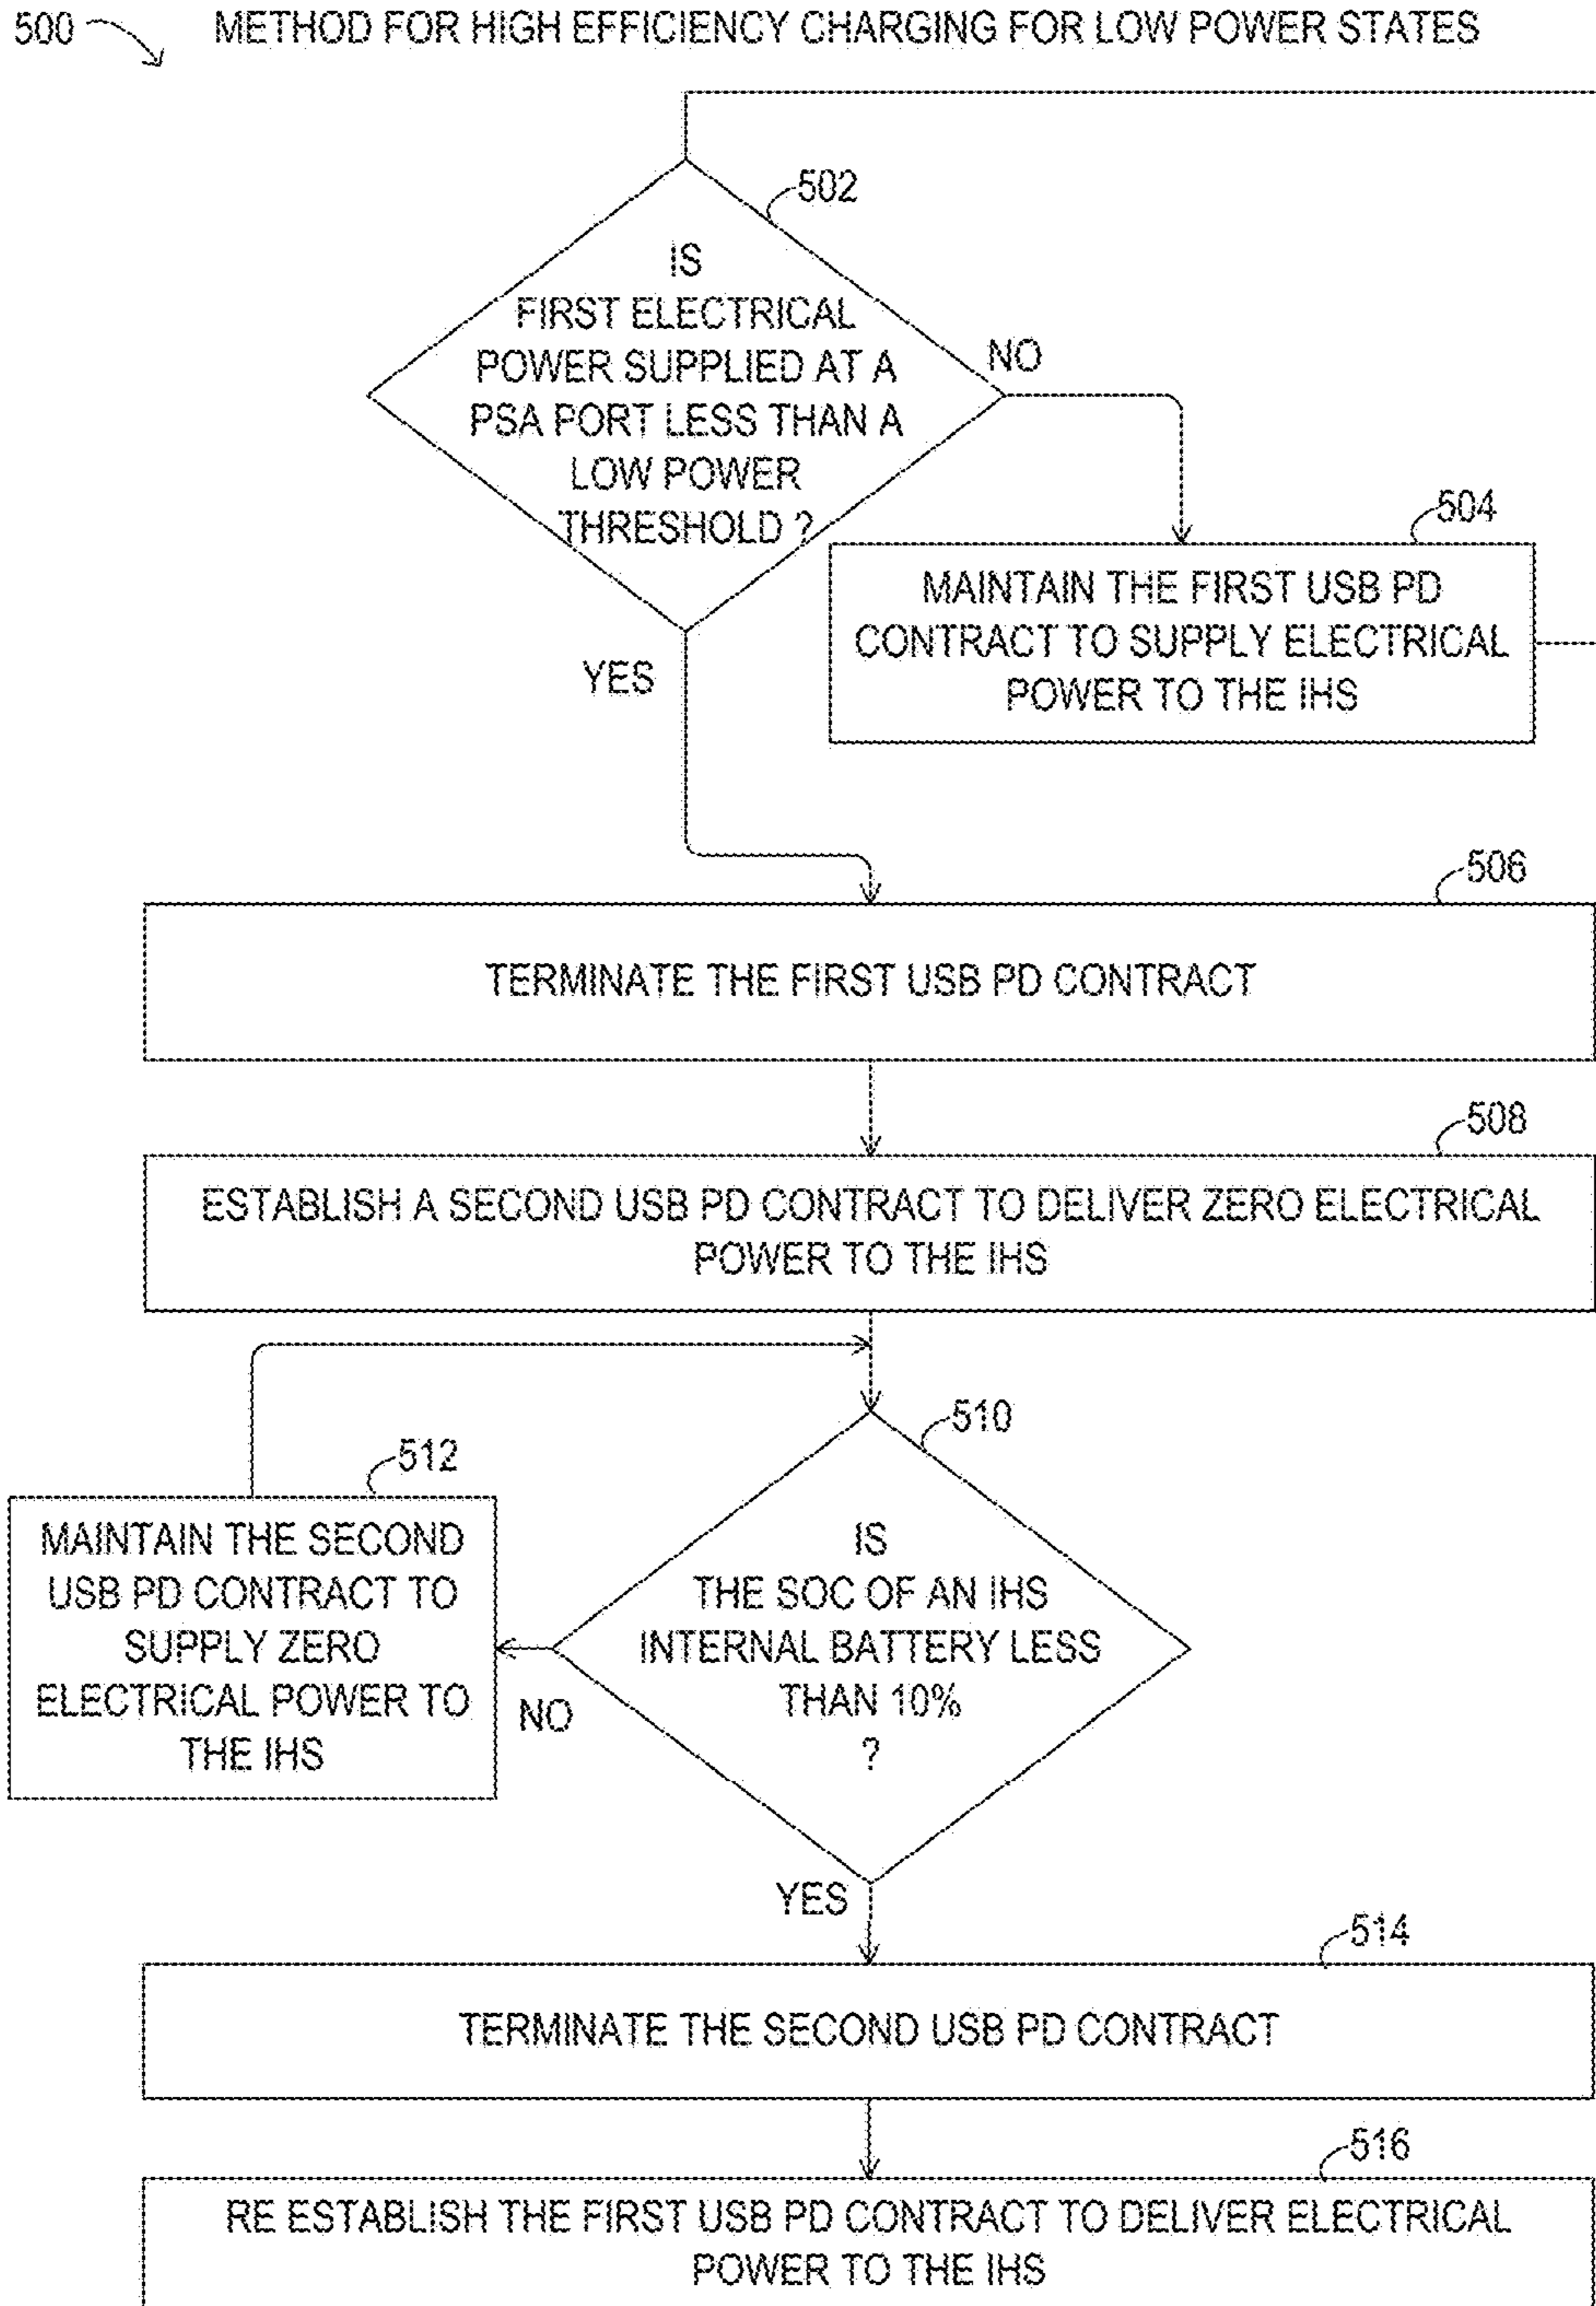 500 METHOD FOR HIGH EFFICIENCY CHARGING FOR LOW POWER STATES
502
IS
FIRST ELECTRICAL
POWER SUPPLIED AT A
PSA PORT LESS THAN A
LOW POWER
THRESHOLD ?
NO
504
MAINTAIN THE FIRST USB PD
CONTRACT TO SUPPLY ELECTRICAL
POWER TO THE IHS
YES
506
TERMINATE THE FIRST USB PD CONTRACT
508
ESTABLISH A SECOND USB PD CONTRACT TO DELIVER ZERO ELECTRICAL
POWER TO THE IHS
510
IS
THE SOC OF AN IHS
INTERNAL BATTERY LESS
THAN 10%
?
NO
512
MAINTAIN THE SECOND
USB PD CONTRACT TO
SUPPLY ZERO
ELECTRICAL POWER TO
THE IHS
YES
514
TERMINATE THE SECOND USB PD CONTRACT
516
RE ESTABLISH THE FIRST USB PD CONTRACT TO DELIVER ELECTRICAL
POWER TO THE IHS